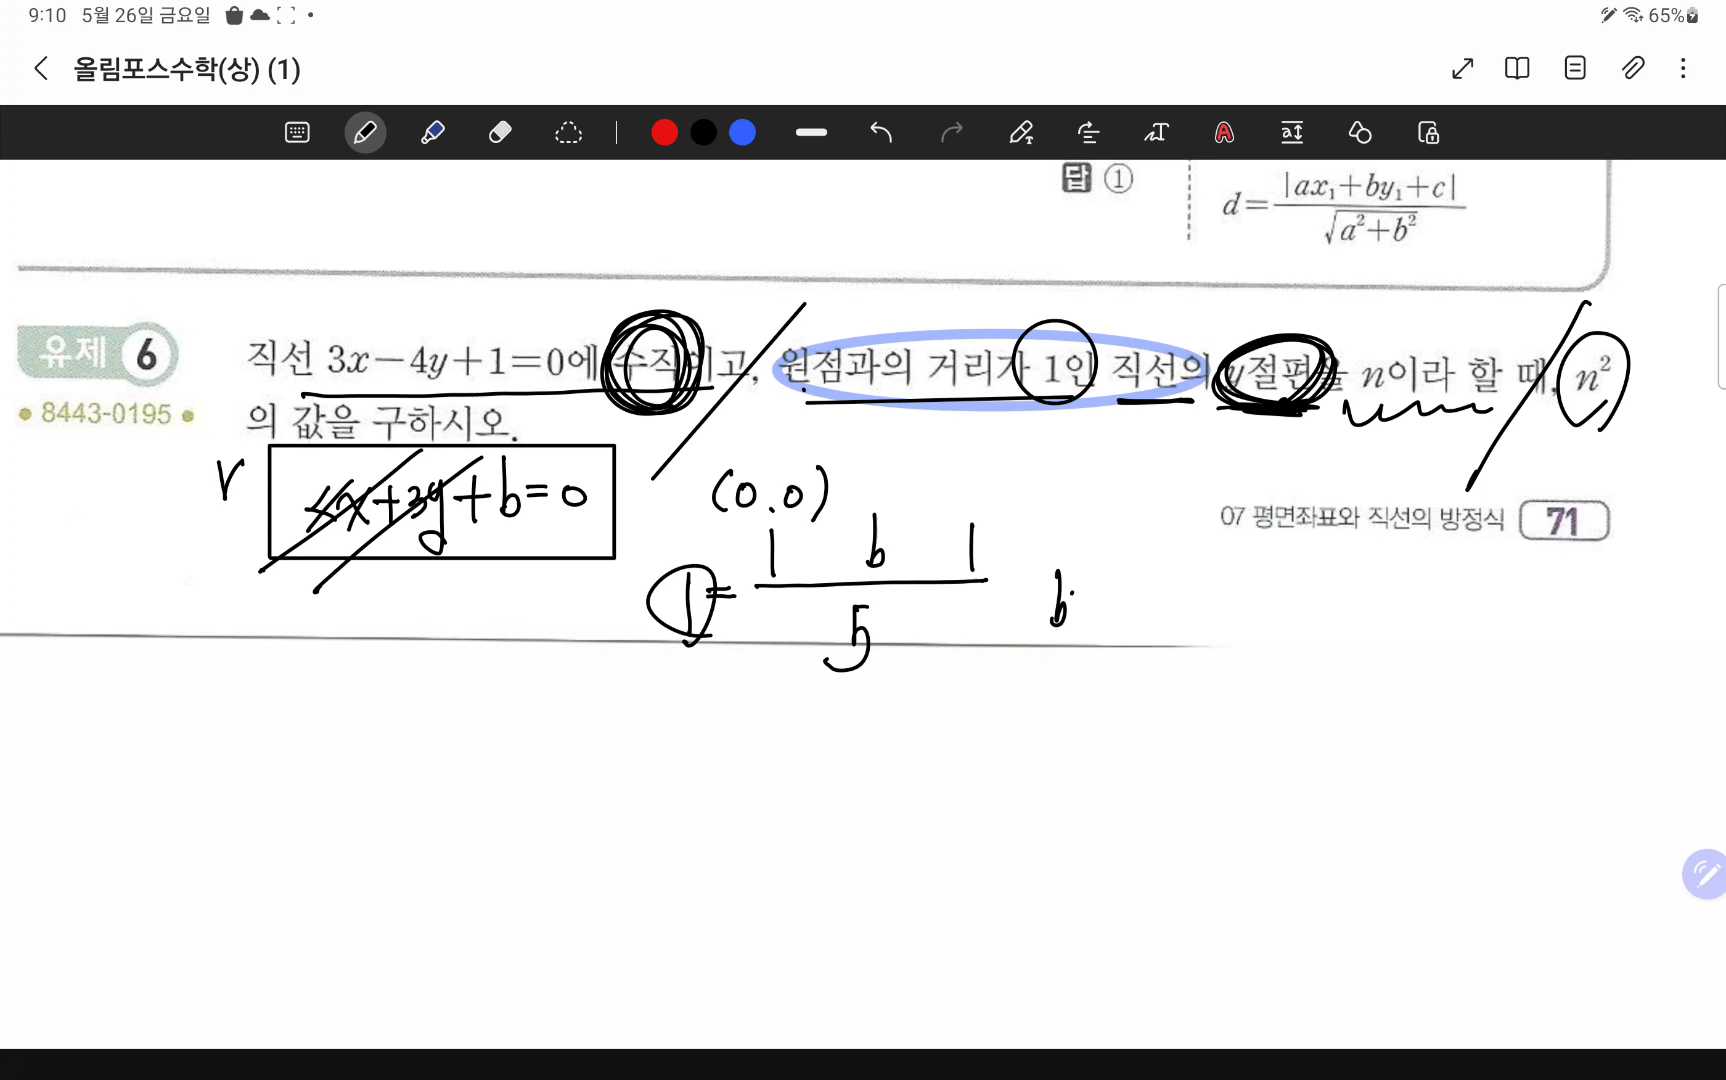 9:10 5월 26일 금요일
65%
올림포스수학(상) (1)
답 ①
d=|ax₁+by₁+c|/√a²+b²
유제 6 직선 3x-4y+1=0에 수직이고, 원점과의 거리가 1인 직선의 y절편을 n이라 할 때, n²
8443-0195 의 값을 구하시오.
4x+3y+b=0
(0,0)
07 평면좌표와 직선의 방정식 71
1=|b|/5
b